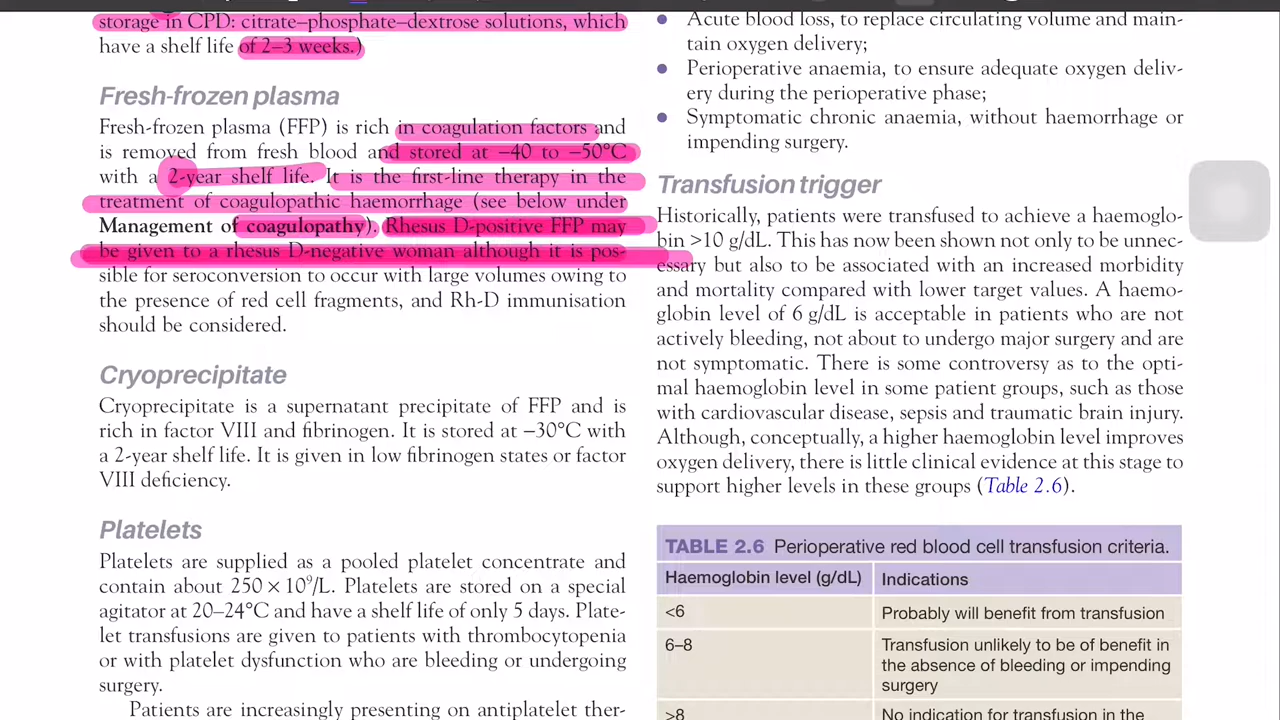 storage in CPD: citrate–phosphate–dextrose solutions, which
have a shelf life of 2–3 weeks.)
Fresh-frozen plasma
Fresh-frozen plasma (FFP) is rich in coagulation factors and
is removed from fresh blood and stored at −40 to −50°C
with a 2-year shelf life. It is the first-line therapy in the
treatment of coagulopathic haemorrhage (see below under
Management of coagulopathy). Rhesus D-positive FFP may
be given to a rhesus D-negative woman although it is pos-
sible for seroconversion to occur with large volumes owing to
the presence of red cell fragments, and Rh-D immunisation
should be considered.
Cryoprecipitate
Cryoprecipitate is a supernatant precipitate of FFP and is
rich in factor VIII and fibrinogen. It is stored at −30°C with
a 2-year shelf life. It is given in low fibrinogen states or factor
VIII deficiency.
Platelets
Platelets are supplied as a pooled platelet concentrate and
contain about 250 × 10⁹/L. Platelets are stored on a special
agitator at 20–24°C and have a shelf life of only 5 days. Plate-
let transfusions are given to patients with thrombocytopenia
or with platelet dysfunction who are bleeding or undergoing
surgery.
Patients are increasingly presenting on antiplatelet ther-
• Acute blood loss, to replace circulating volume and main-
tain oxygen delivery;
• Perioperative anaemia, to ensure adequate oxygen deliv-
ery during the perioperative phase;
• Symptomatic chronic anaemia, without haemorrhage or
impending surgery.
Transfusion trigger
Historically, patients were transfused to achieve a haemoglo-
bin >10 g/dL. This has now been shown not only to be unnec-
essary but also to be associated with an increased morbidity
and mortality compared with lower target values. A haemo-
globin level of 6 g/dL is acceptable in patients who are not
actively bleeding, not about to undergo major surgery and are
not symptomatic. There is some controversy as to the opti-
mal haemoglobin level in some patient groups, such as those
with cardiovascular disease, sepsis and traumatic brain injury.
Although, conceptually, a higher haemoglobin level improves
oxygen delivery, there is little clinical evidence at this stage to
support higher levels in these groups (Table 2.6).
TABLE 2.6 Perioperative red blood cell transfusion criteria.
Haemoglobin level (g/dL) Indications
<6 Probably will benefit from transfusion
6–8 Transfusion unlikely to be of benefit in
the absence of bleeding or impending
surgery
>8 No indication for transfusion in the